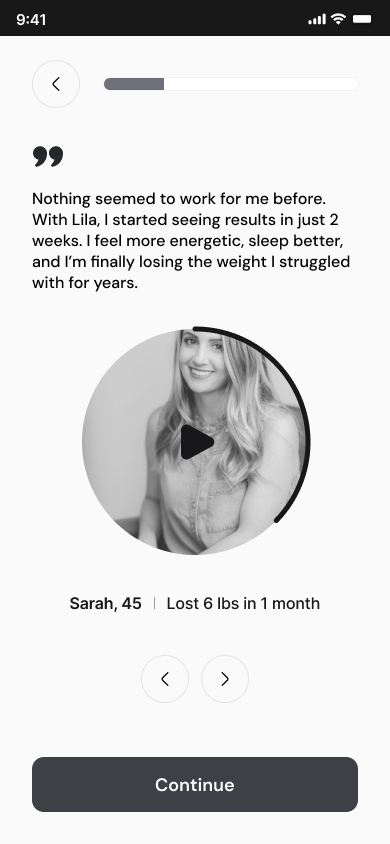 9:41
”
Nothing seemed to work for me before.
With Lila, I started seeing results in just 2
weeks. I feel more energetic, sleep better,
and I’m finally losing the weight I struggled
with for years.
Sarah, 45 | Lost 6 lbs in 1 month
Continue